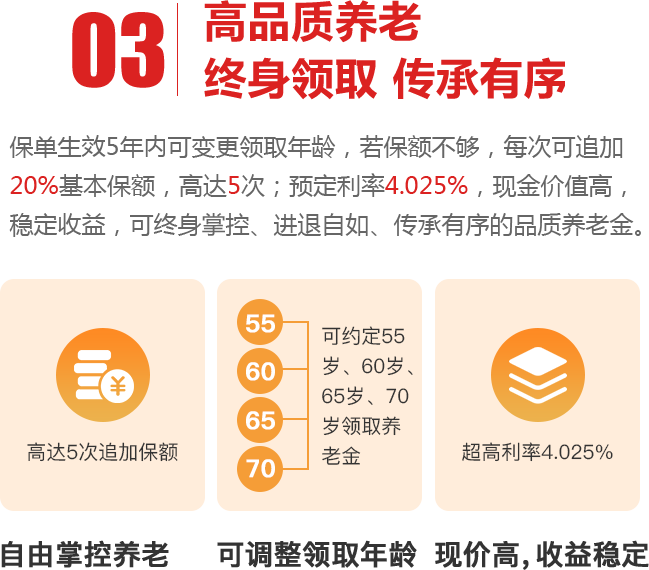 03
高品质养老
终身领取 传承有序
保单生效5年内可变更领取年龄，若保额不够，每次可追加
20%基本保额，高达5次；预定利率4.025%，现金价值高，
稳定收益，可终身掌控、进退自如、传承有序的品质养老金。
¥
高达5次追加保额
55
60
65
70
可约定55
岁、60岁、
65岁、70
岁领取养
老金
超高利率4.025%
自由掌控养老
可调整领取年龄
现价高，收益稳定